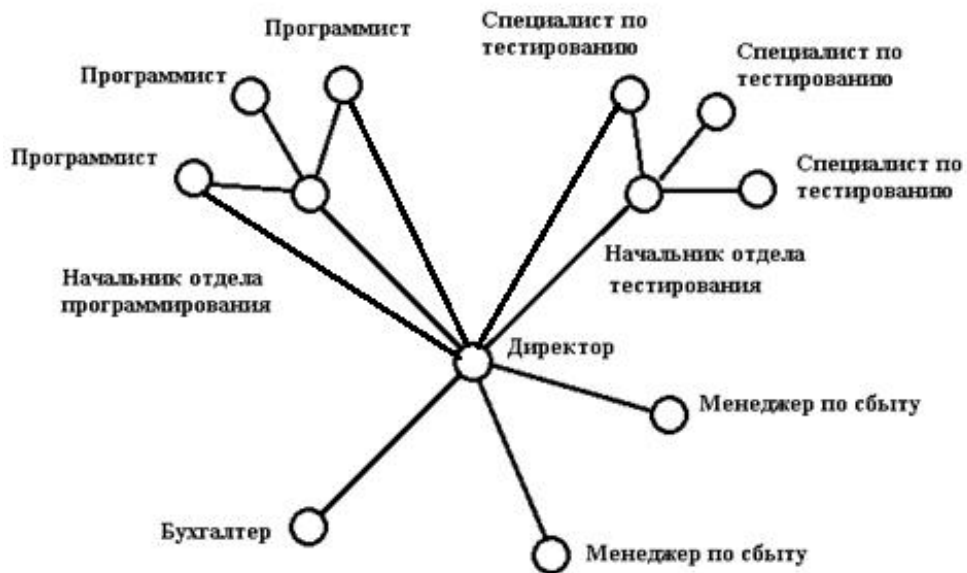 Программист
Специалист по
тестированию
Программист
Специалист по
тестированию
Программист
Специалист по
тестированию
Начальник отдела
программирования
Начальник отдела
тестирования
Директор
Менеджер по сбыту
Бухгалтер
Менеджер по сбыту